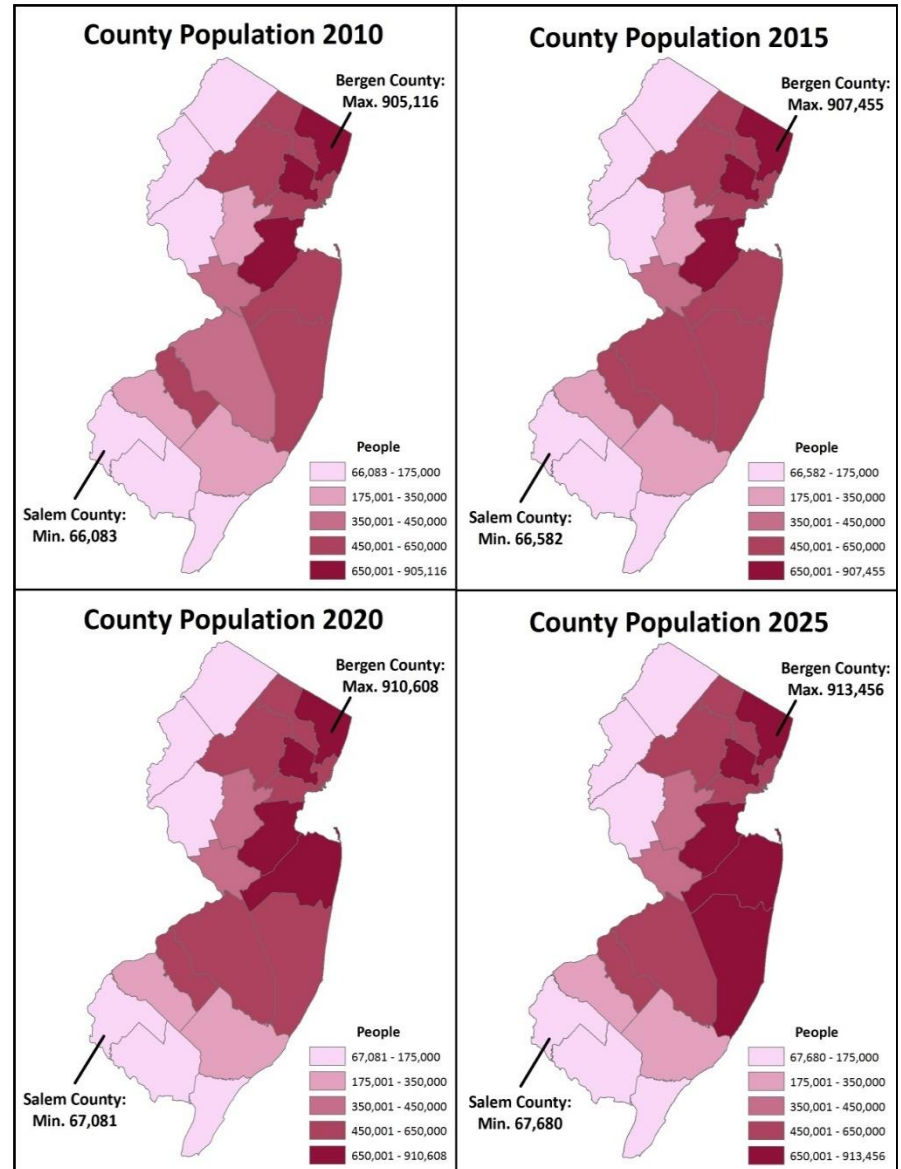 County Population 2010
Bergen County:
Max. 905,116
People
66,083 - 175,000
175,001 - 350,000
350,001 - 450,000
450,001 - 650,000
650,001 - 905,116
Salem County:
Min. 66,083
County Population 2015
Bergen County:
Max. 907,455
People
66,582 - 175,000
175,001 - 350,000
350,001 - 450,000
450,001 - 650,000
650,001 - 907,455
Salem County:
Min. 66,582
County Population 2020
Bergen County:
Max. 910,608
People
67,081 - 175,000
175,001 - 350,000
350,001 - 450,000
450,001 - 650,000
650,001 - 910,608
Salem County:
Min. 67,081
County Population 2025
Bergen County:
Max. 913,456
People
67,680 - 175,000
175,001 - 350,000
350,001 - 450,000
450,001 - 650,000
650,001 - 913,456
Salem County:
Min. 67,680